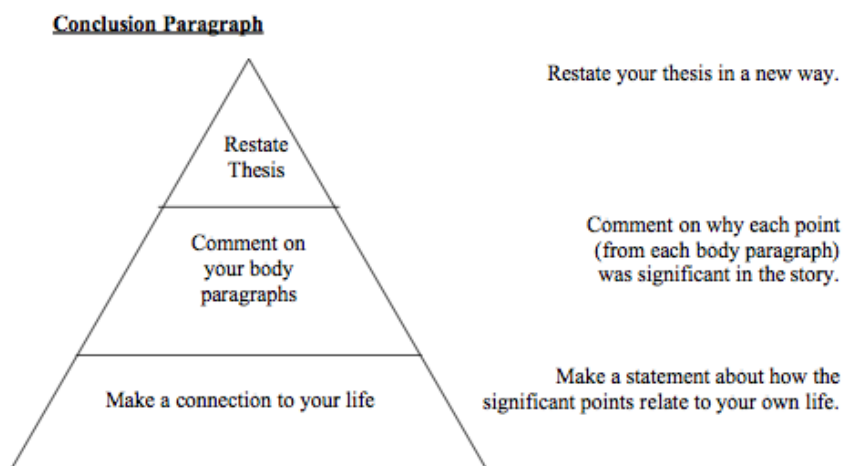 Conclusion Paragraph
Restate your thesis in a new way.
Restate
Thesis
Comment on
your body
paragraphs
Comment on why each point
(from each body paragraph)
was significant in the story.
Make a connection to your life
Make a statement about how the
significant points relate to your own life.